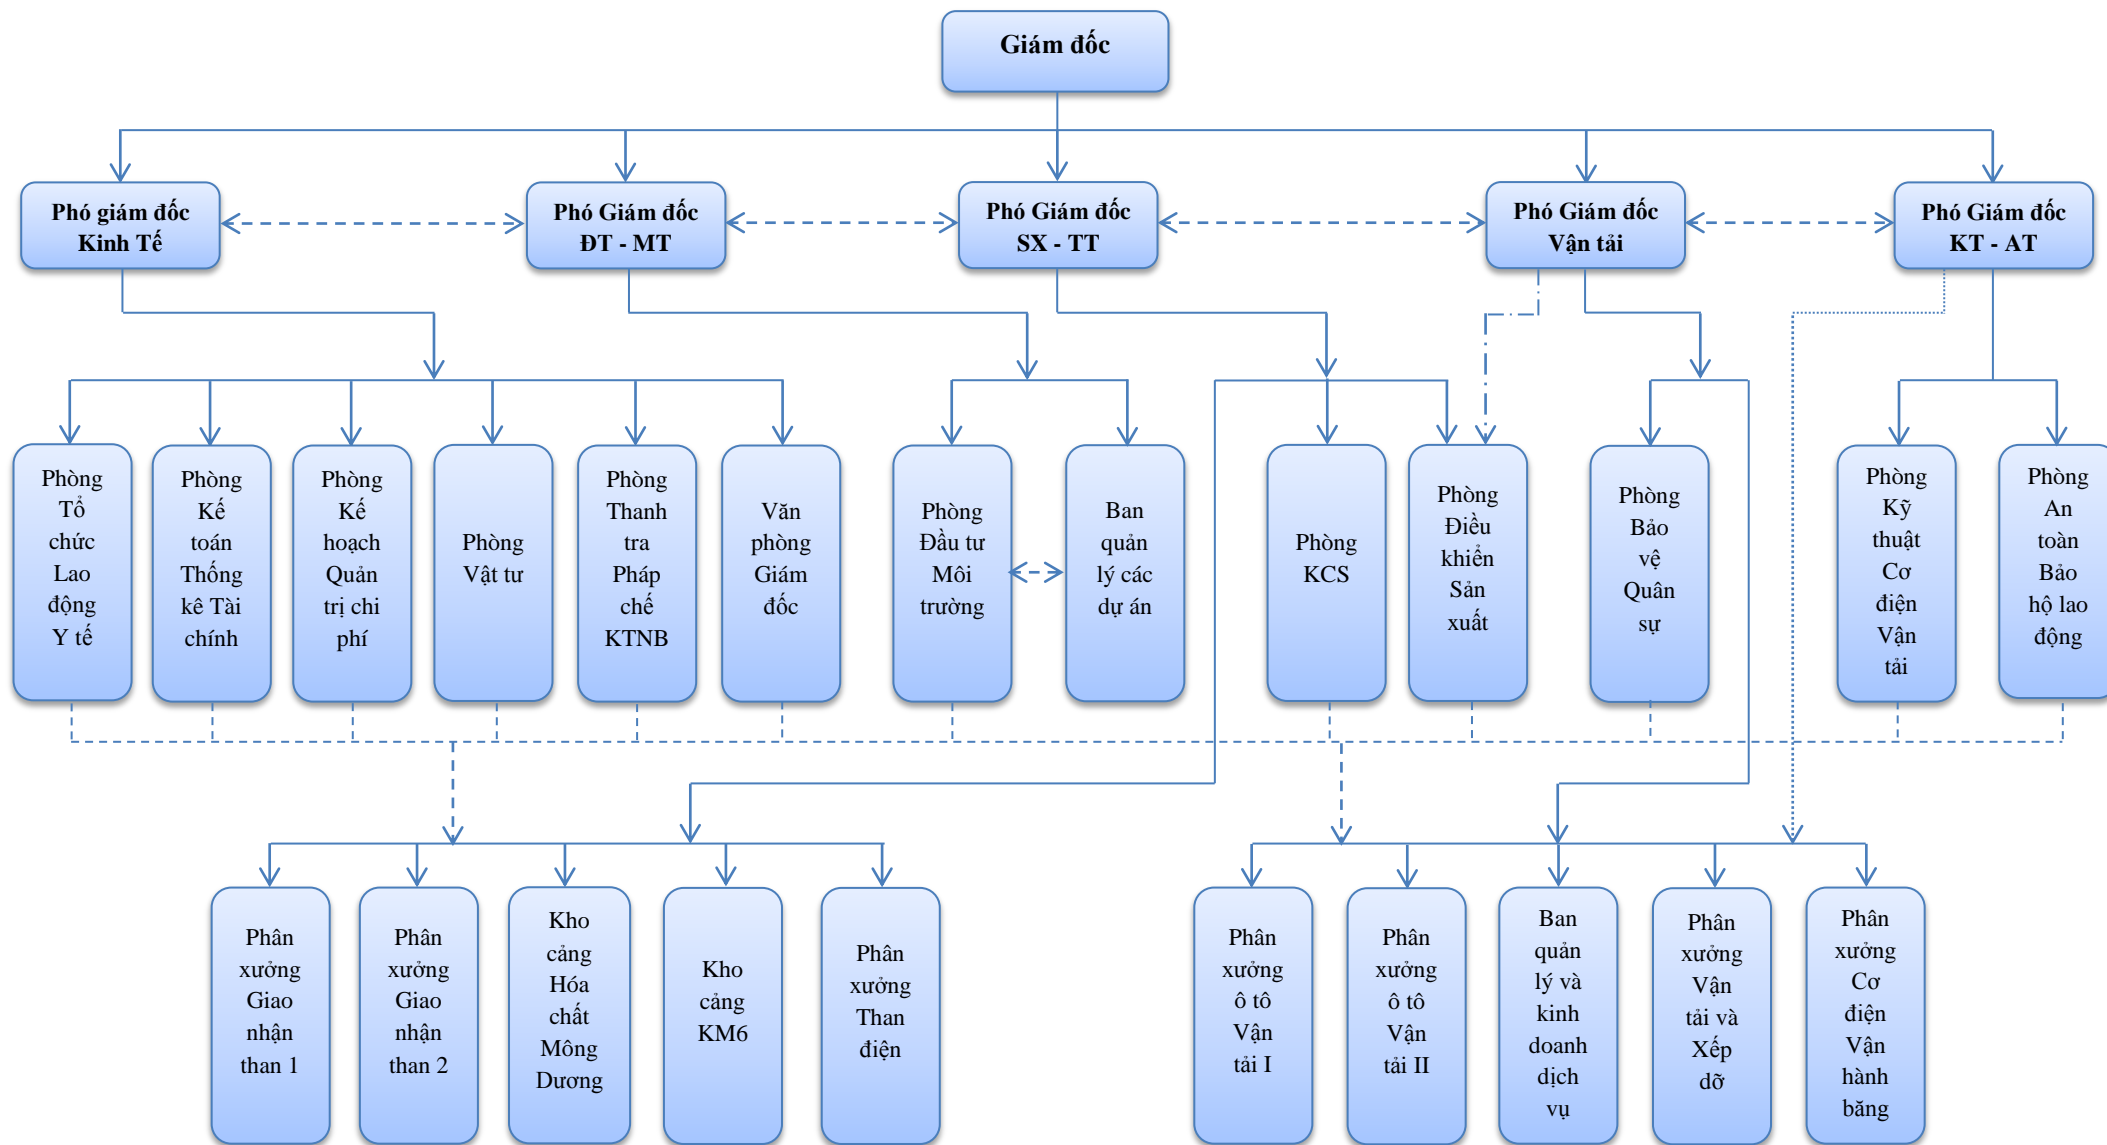 Giám đốc
Phó giám đốc
Kinh Tế
Phó Giám đốc
ĐT - MT
Phó Giám đốc
SX - TT
Phó Giám đốc
Vận tải
Phó Giám đốc
KT - AT
Phòng
Tổ
chức
Lao
động
Y tế
Phòng
Kế
toán
Thống
kê Tài
chính
Phòng
Kế
hoạch
Quản
trị chi
phí
Phòng
Vật tư
Phòng
Thanh
tra
Pháp
chế
KTNB
Văn
phòng
Giám
đốc
Phòng
Đầu tư
Môi
trường
Ban
quản
lý các
dự án
Phòng
KCS
Phòng
Điều
khiển
Sản
xuất
Phòng
Bảo
vệ
Quân
sự
Phòng
Kỹ
thuật
Cơ
điện
Vận
tải
Phòng
An
toàn
Bảo
hộ lao
động
Phân
xưởng
Giao
nhận
than 1
Phân
xưởng
Giao
nhận
than 2
Kho
cảng
Hóa
chất
Mông
Dương
Kho
cảng
KM6
Phân
xưởng
Than
điện
Phân
xưởng
ô tô
Vận
tải I
Phân
xưởng
ô tô
Vận
tải II
Ban
quản
lý và
kinh
doanh
dịch
vụ
Phân
xưởng
Vận
tải và
Xếp
dỡ
Phân
xưởng
Cơ
điện
Vận
hành
băng